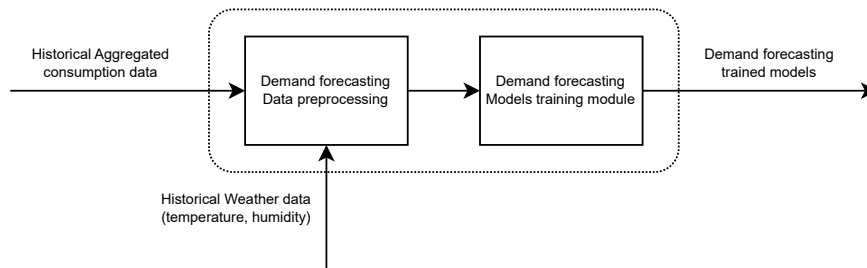 Historical Aggregated
consumption data
Demand forecasting
Data preprocessing
Demand forecasting
Models training module
Demand forecasting
trained models
Historical Weather data
(temperature, humidity)